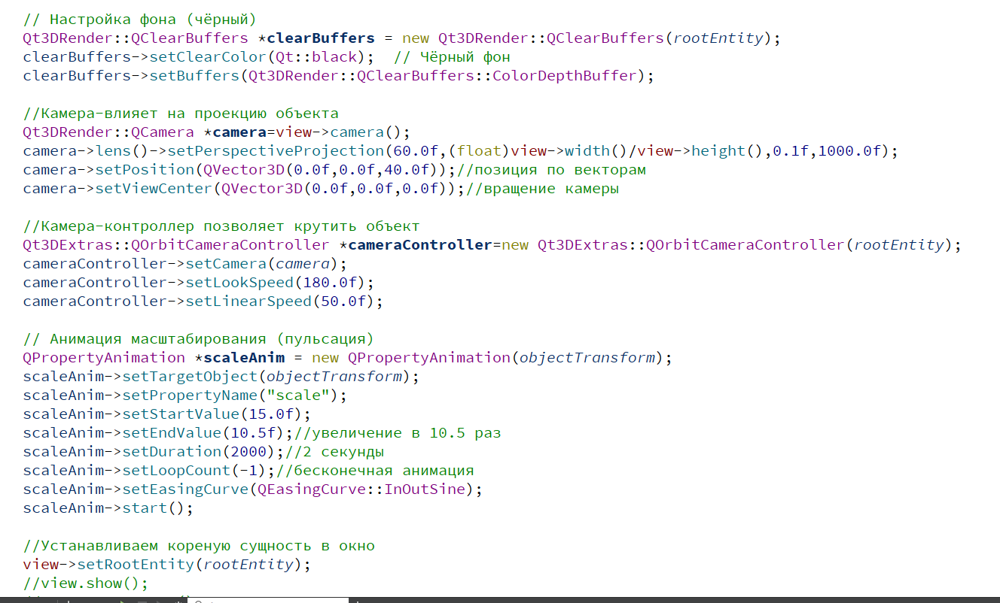 // Настройка фона (чёрный)
Qt3DRender::QClearBuffers *clearBuffers = new Qt3DRender::QClearBuffers(rootEntity);
clearBuffers->setClearColor(Qt::black);  // Чёрный фон
clearBuffers->setBuffers(Qt3DRender::QClearBuffers::ColorDepthBuffer);

//Камера-влияет на проекцию объекта
Qt3DRender::QCamera *camera=view->camera();
camera->lens()->setPerspectiveProjection(60.0f,(float)view->width()/view->height(),0.1f,1000.0f);
camera->setPosition(QVector3D(0.0f,0.0f,40.0f));//позиция по векторам
camera->setViewCenter(QVector3D(0.0f,0.0f,0.0f));//вращение камеры

//Камера-контроллер позволяет крутить объект
Qt3DExtras::QOrbitCameraController *cameraController=new Qt3DExtras::QOrbitCameraController(rootEntity);
cameraController->setCamera(camera);
cameraController->setLookSpeed(180.0f);
cameraController->setLinearSpeed(50.0f);

// Анимация масштабирования (пульсация)
QPropertyAnimation *scaleAnim = new QPropertyAnimation(objectTransform);
scaleAnim->setTargetObject(objectTransform);
scaleAnim->setPropertyName("scale");
scaleAnim->setStartValue(15.0f);
scaleAnim->setEndValue(10.5f);//увеличение в 10.5 раз
scaleAnim->setDuration(2000);//2 секунды
scaleAnim->setLoopCount(-1);//бесконечная анимация
scaleAnim->setEasingCurve(QEasingCurve::InOutSine);
scaleAnim->start();

//Устанавливаем кореную сущность в окно
view->setRootEntity(rootEntity);
//view.show();